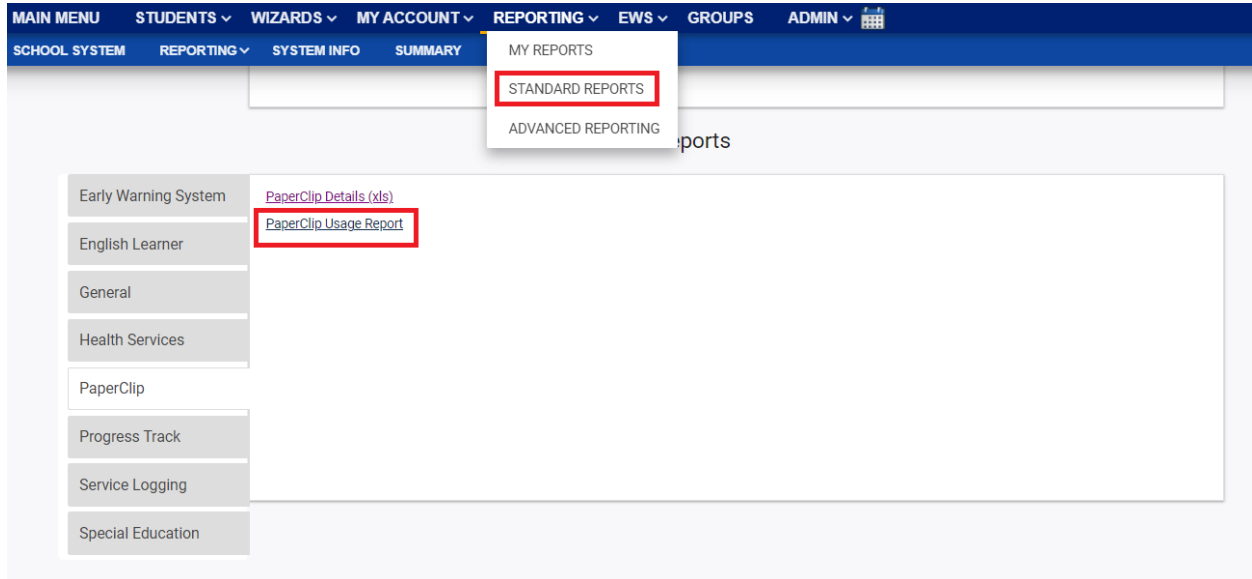 MAIN MENU STUDENTS WIZARDS MY ACCOUNT REPORTING EWS GROUPS ADMIN
SCHOOL SYSTEM REPORTING SYSTEM INFO SUMMARY
MY REPORTS
STANDARD REPORTS
ADVANCED REPORTING
ports
Early Warning System
English Learner
General
Health Services
PaperClip
Progress Track
Service Logging
Special Education
PaperClip Details (xls)
PaperClip Usage Report